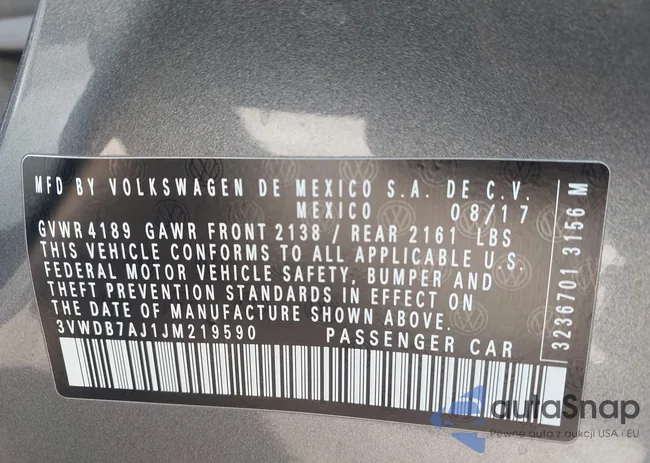 MFD BY VOLKSWAGEN DE MEXICO S.A. DE C.V.
MEXICO 08/17
GVWR 4189 GAWR FRONT 2138 / REAR 2161 LBS
THIS VEHICLE CONFORMS TO ALL APPLICABLE U.S.
FEDERAL MOTOR VEHICLE SAFETY, BUMPER AND
THEFT PREVENTION STANDARDS IN EFFECT ON
THE DATE OF MANUFACTURE SHOWN ABOVE.
3VWDB7AJ1JM219590 PASSENGER CAR
3236701 3156 M
autoSnap
Pewne auta z aukcji USA i EU